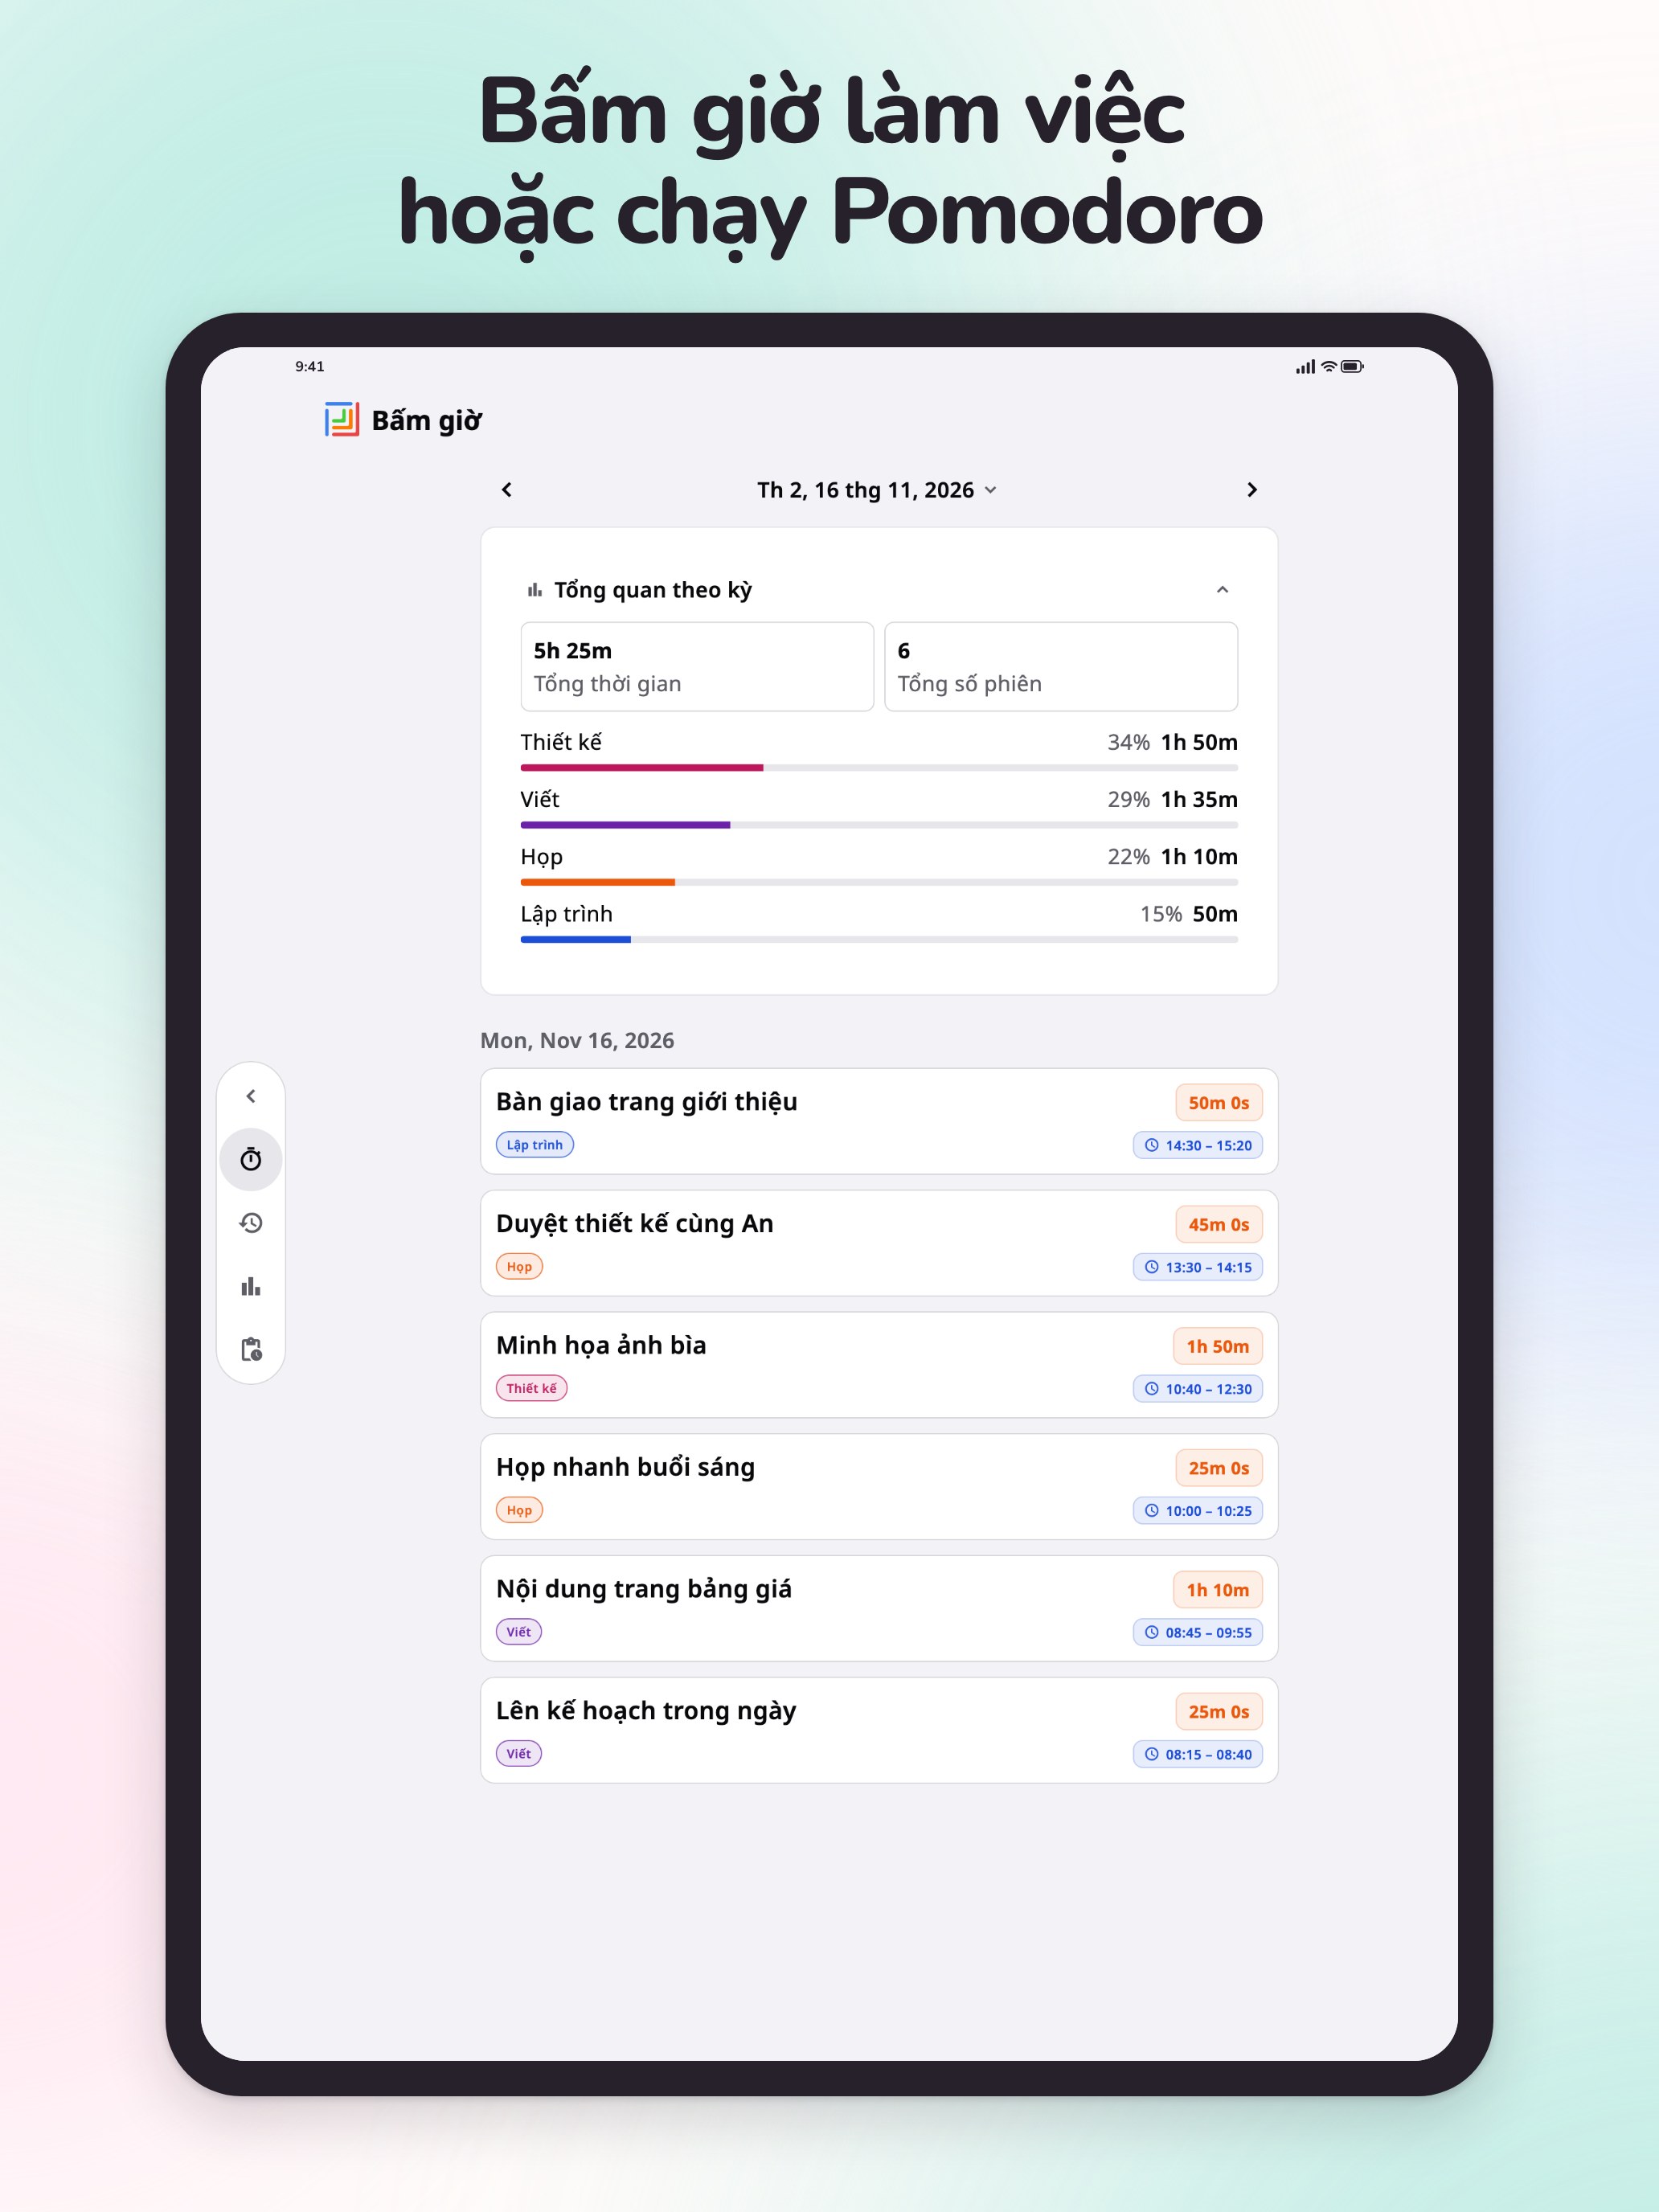 Bấm giờ làm việc
hoặc chạy Pomodoro
9:41
Bấm giờ
Th 2, 16 thg 11, 2026
Tổng quan theo kỳ
5h 25m
Tổng thời gian
6
Tổng số phiên
Thiết kế 34% 1h 50m
Viết 29% 1h 35m
Họp 22% 1h 10m
Lập trình 15% 50m
Mon, Nov 16, 2026
Bàn giao trang giới thiệu 50m 0s
Lập trình 14:30 – 15:20
Duyệt thiết kế cùng An 45m 0s
Họp 13:30 – 14:15
Minh họa ảnh bìa 1h 50m
Thiết kế 10:40 – 12:30
Họp nhanh buổi sáng 25m 0s
Họp 10:00 – 10:25
Nội dung trang bảng giá 1h 10m
Viết 08:45 – 09:55
Lên kế hoạch trong ngày 25m 0s
Viết 08:15 – 08:40